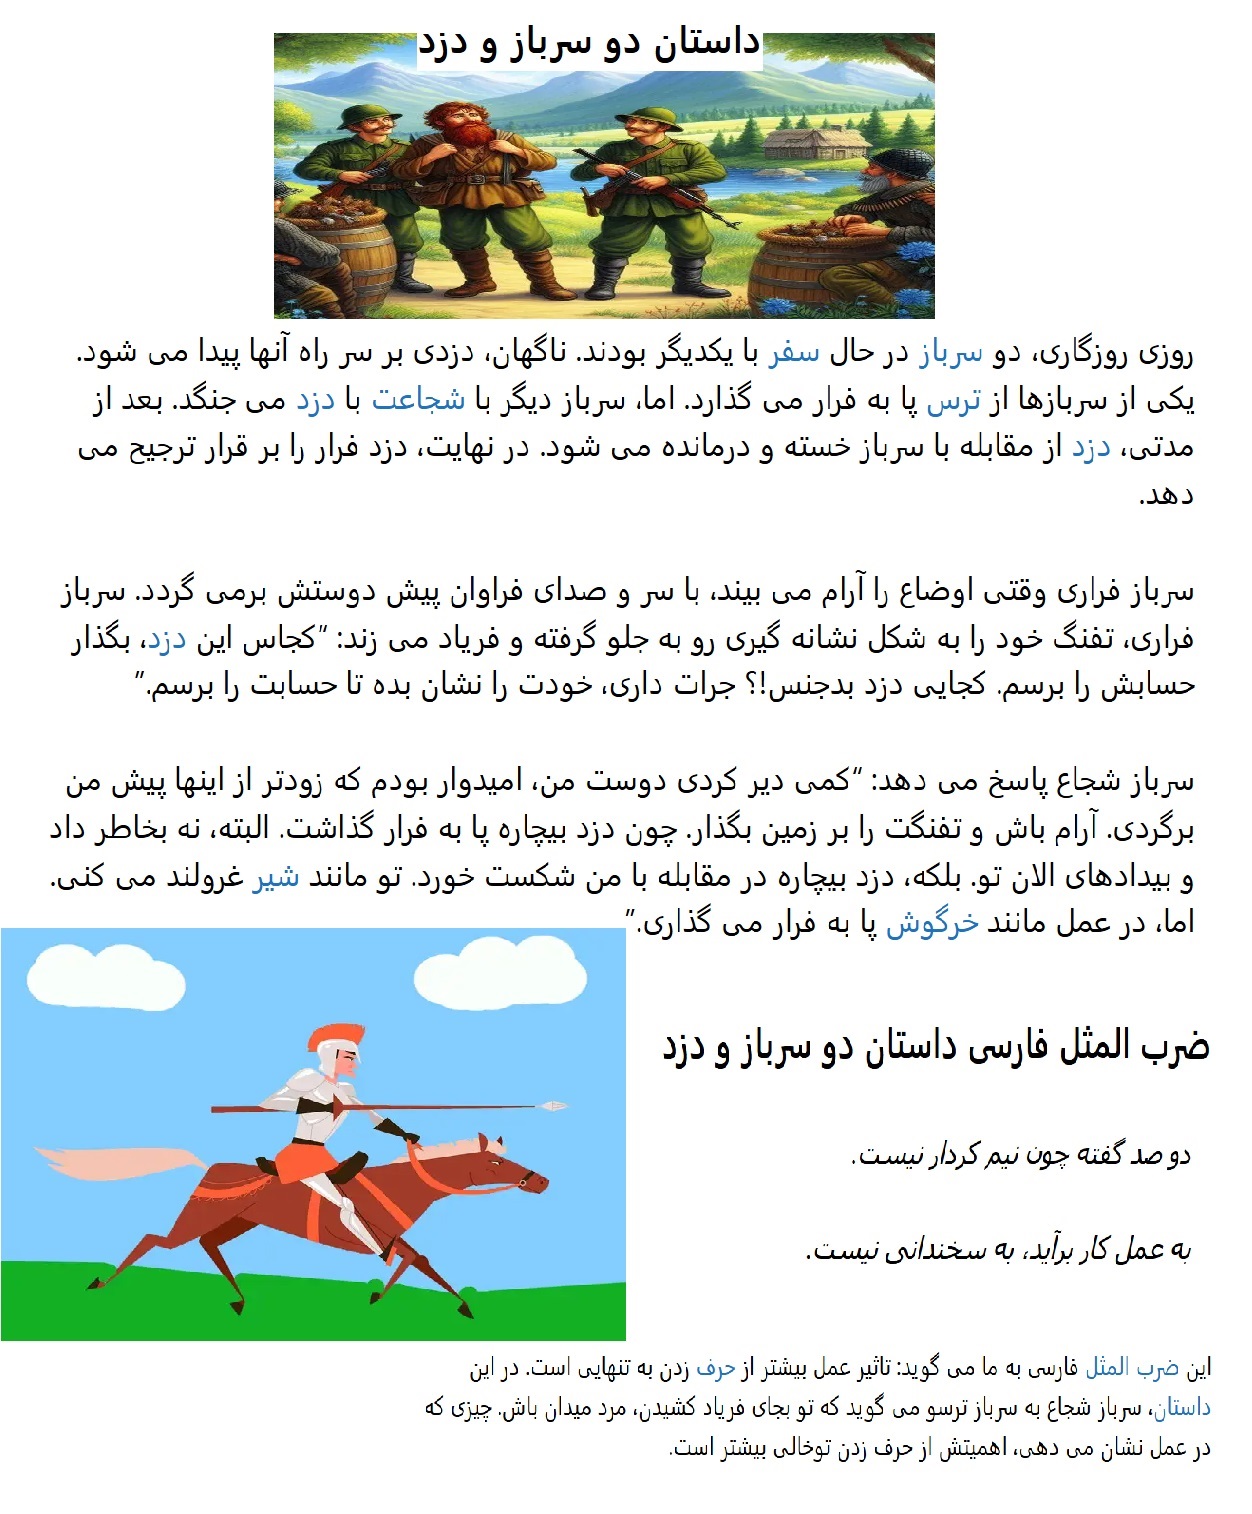 داستان دو سرباز و دزد
روزی روزگاری، دو سرباز در حال سفر با یکدیگر بودند. ناگهان، دزدی بر سر راه آنها پیدا می شود.
یکی از سربازها از ترس پا به فرار می گذارد. اما، سرباز دیگر با شجاعت با دزد می جنگد. بعد از
مدتی، دزد از مقابله با سرباز خسته و درمانده می شود. در نهایت، دزد فرار را بر قرار ترجیح می
دهد.
سرباز فراری وقتی اوضاع را آرام می بیند، با سر و صدای فراوان پیش دوستش برمی گردد. سرباز
فراری، تفنگ خود را به شکل نشانه گیری رو به جلو گرفته و فریاد می زند: “کجاس این دزد، بگذار
حسابش را برسم. کجایی دزد بدجنس!؟ جرات داری، خودت را نشان بده تا حسابت را برسم.”
سرباز شجاع پاسخ می دهد: “کمی دیر کردی دوست من، امیدوار بودم که زودتر از اینها پیش من
برگردی. آرام باش و تفنگت را بر زمین بگذار. چون دزد بیچاره پا به فرار گذاشت. البته، نه بخاطر داد
و بیدادهای الان تو. بلکه، دزد بیچاره در مقابله با من شکست خورد. تو مانند شیر غرولند می کنی.
اما، در عمل مانند خرگوش پا به فرار می گذاری.”
ضرب المثل فارسی داستان دو سرباز و دزد
دو صد گفته چون نیم کردار نیست.
به عمل کار برآید، به سخندانی نیست.
این ضرب المثل فارسی به ما می گوید: تاثیر عمل بیشتر از حرف زدن به تنهایی است. در این
داستان، سرباز شجاع به سرباز ترسو می گوید که تو بجای فریاد کشیدن، مرد میدان باش. چیزی که
در عمل نشان می دهی، اهمیتش از حرف زدن توخالی بیشتر است.